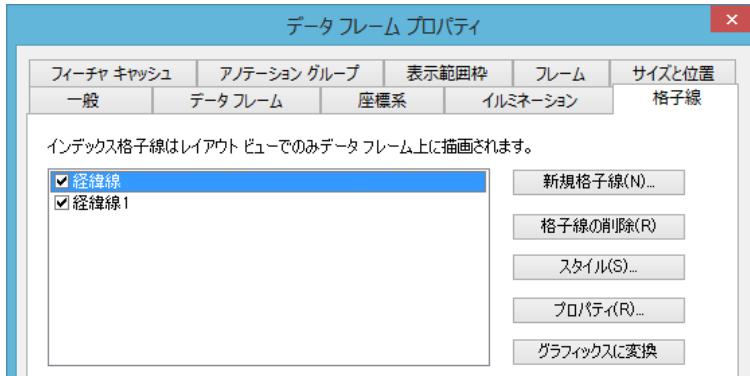 データ フレーム プロパティ
フィーチャ キャッシュ アノテーション グループ 表示範囲枠 フレーム サイズと位置
一般 データ フレーム 座標系 イルミネーション 格子線
インデックス格子線はレイアウト ビューでのみデータ フレーム上に描画されます。
経緯線
経緯線1
新規格子線(N)...
格子線の削除(R)
スタイル(S)...
プロパティ(R)...
グラフィックスに変換